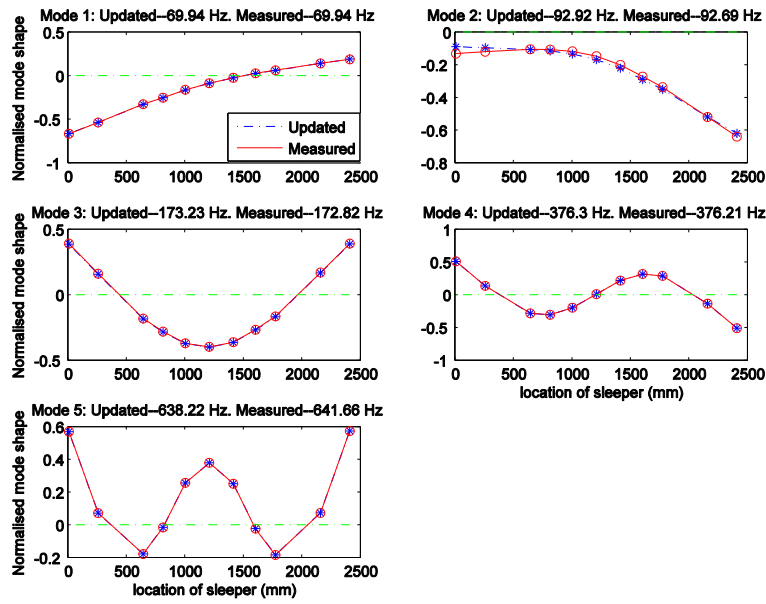 Mode 1: Updated--69.94 Hz. Measured--69.94 Hz
Normalised mode shape
0.5
0
-0.5
-1
0 500 1000 1500 2000 2500
Updated
Measured
Mode 2: Updated--92.92 Hz. Measured--92.69 Hz
0
-0.2
-0.4
-0.6
-0.8
0 500 1000 1500 2000 2500
Mode 3: Updated--173.23 Hz. Measured--172.82 Hz
Normalised mode shape
0.5
0
-0.5
0 500 1000 1500 2000 2500
Mode 4: Updated--376.3 Hz. Measured--376.21 Hz
1
0.5
0
-0.5
-1
0 500 1000 1500 2000 2500
location of sleeper (mm)
Mode 5: Updated--638.22 Hz. Measured--641.66 Hz
Normalised mode shape
0.6
0.4
0.2
0
-0.2
0 500 1000 1500 2000 2500
location of sleeper (mm)